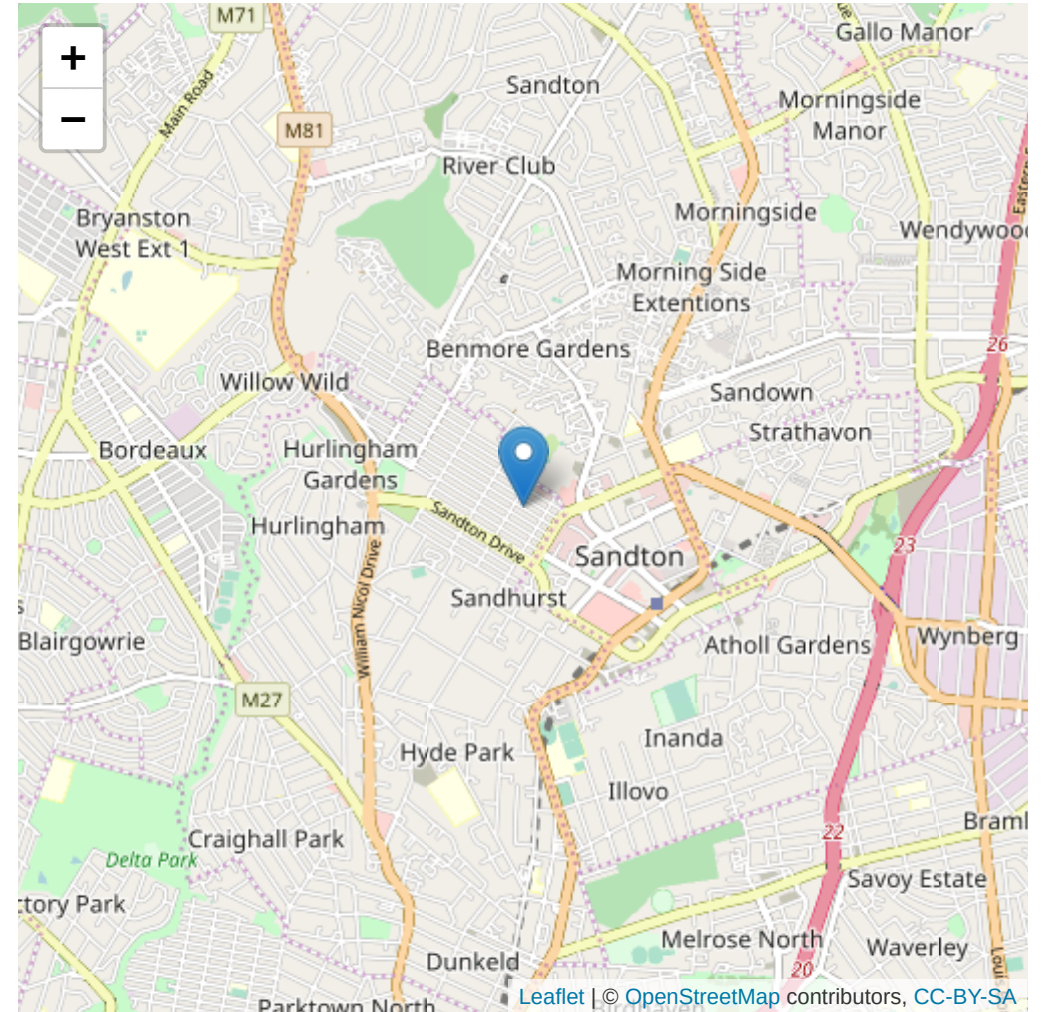 M71
Gallo Manor
+
Sandton
Main Road
Morningside
Manor
−
M81
River Club
Bryanston
West Ext 1
Morningside
Morning Side
Extentions
26
Benmore Gardens
Willow Wild
Sandown
Strathavon
Bordeaux
Hurlingham
Gardens
Hurlingham
Sandton Drive
Sandton
23
William Nicol Drive
Sandhurst
Blairgowrie
Atholl Gardens
Wynberg
M27
Hyde Park
Inanda
Illovo
22
Craighall Park
Delta Park
Savoy Estate
ctory Park
Melrose North
Waverley
Dunkeld
20
Leaflet | © OpenStreetMap contributors, CC-BY-SA